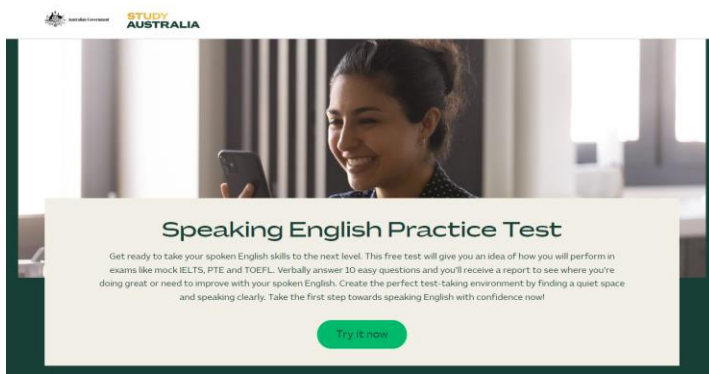 Australian Government
STUDY
AUSTRALIA
Speaking English Practice Test
Get ready to take your spoken English skills to the next level. This free test will give you an idea of how you will perform in
exams like mock IELTS, PTE and TOEFL. Verbally answer 10 easy questions and you'll receive a report to see where you're
doing great or need to improve with your spoken English. Create the perfect test-taking environment by finding a quiet space
and speaking clearly. Take the first step towards speaking English with confidence now!
Try it now